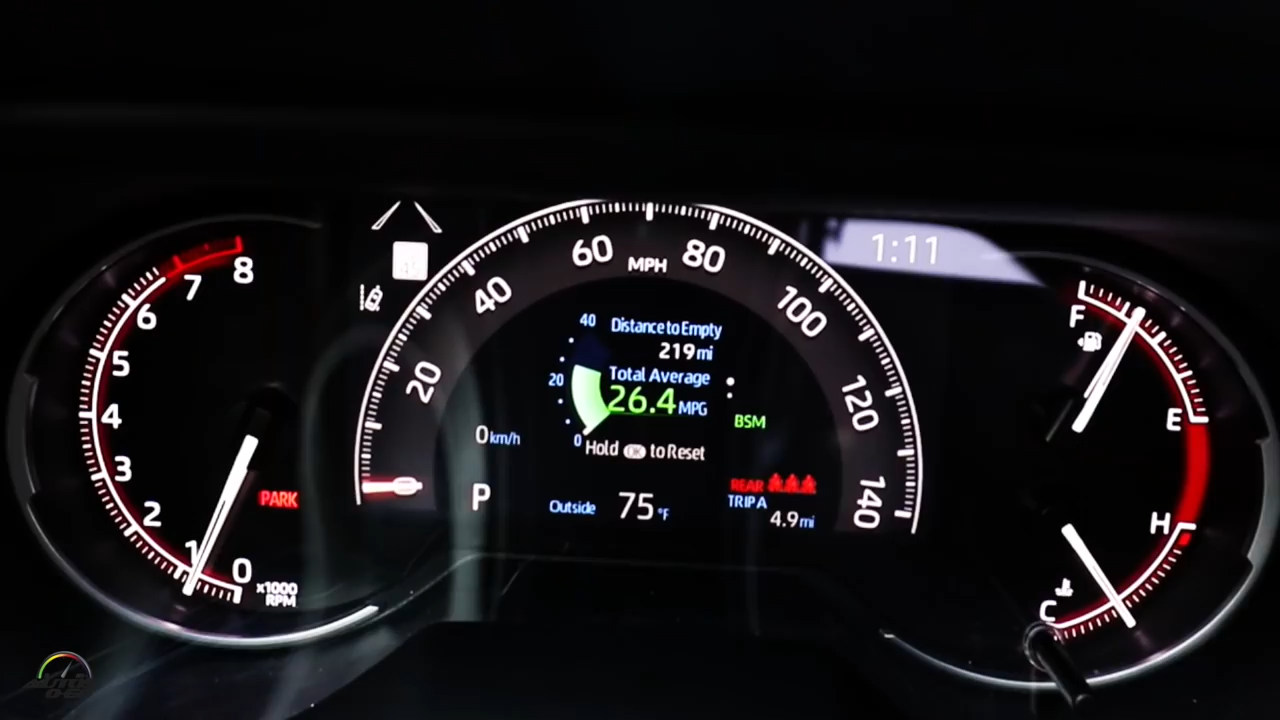 8
7
6
5
4
3
2
1
0
x1000
RPM
PARK
20
40
60
MPH
80
100
120
140
1:11
40
20
0
Distance to Empty
219 mi
Total Average
26.4 MPG
Hold OK to Reset
0 km/h
P
BSM
REAR
TRIP A
4.9 mi
Outside 75 °F
F
E
H
C